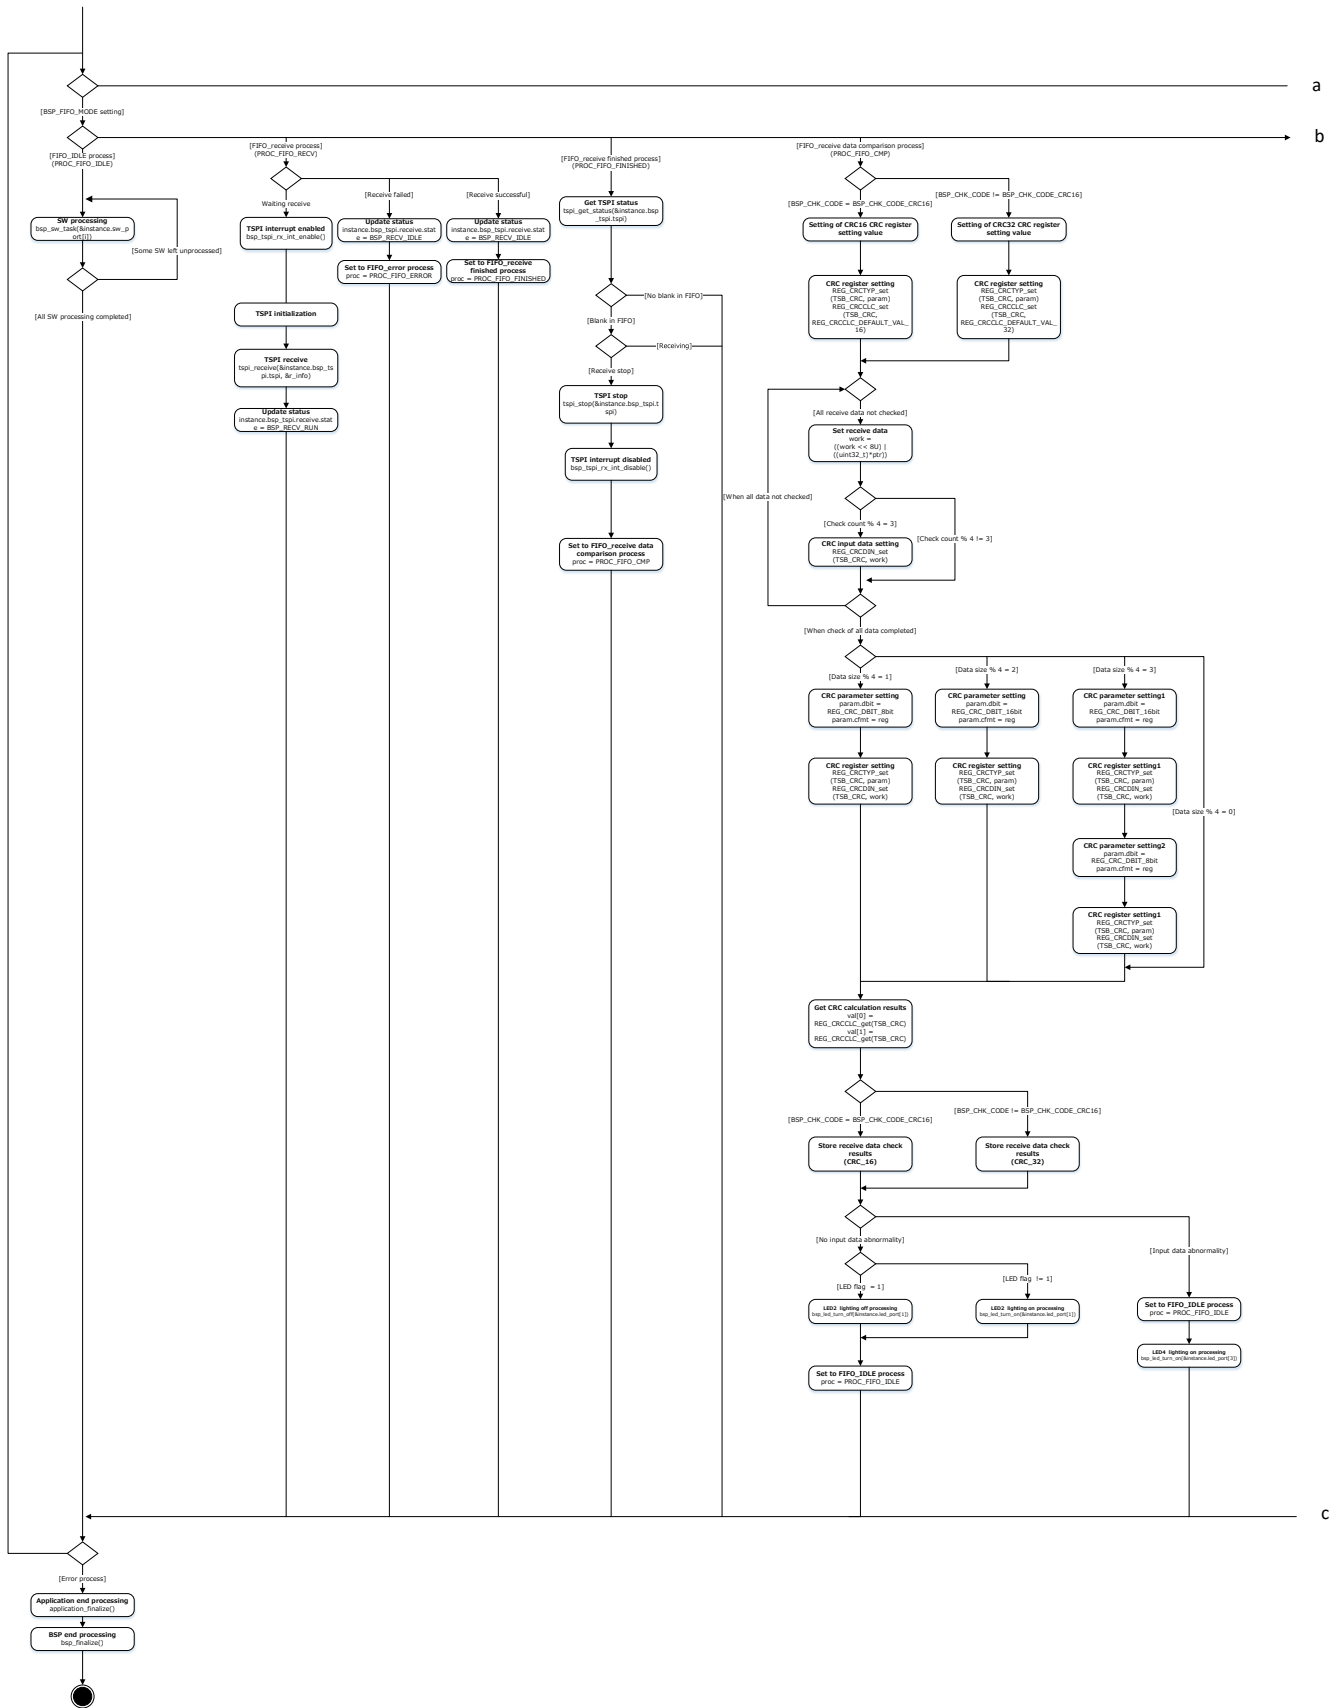 a
[BSP_FIFO_MODE setting]
b
[FIFO_IDLE process]
(PROC_FIFO_IDLE)
SW processing
bsp_sw_task(&instance.sw_p
ort[i])
[Some SW left unprocessed]
[All SW processing completed]
[FIFO_receive process]
(PROC_FIFO_RECV)
Waiting receive
TSPI interrupt enabled
bsp_tspi_rx_int_enable()
TSPI initialization
TSPI receive
tspi_receive(&instance.bsp_ts
pi.tspi, &r_info)
Update status
instance.bsp_tspi.receive.stat
e = BSP_RECV_RUN
[Receive failed]
Update status
instance.bsp_tspi.receive.stat
e = BSP_RECV_IDLE
Set to FIFO_error process
proc = PROC_FIFO_ERROR
[Receive successful]
Update status
instance.bsp_tspi.receive.stat
e = BSP_RECV_IDLE
Set to FIFO_receive
finished process
proc = PROC_FIFO_FINISHED
[FIFO_receive finished process]
(PROC_FIFO_FINISHED)
Get TSPI status
tspi_get_status(&instance.bsp
_tspi.tspi)
[No blank in FIFO]
[Blank in FIFO]
[Receiving]
[Receive stop]
TSPI stop
tspi_stop(&instance.bsp_tspi.t
spi)
TSPI interrupt disabled
bsp_tspi_rx_int_disable()
Set to FIFO_receive data
comparison process
proc = PROC_FIFO_CMP
[FIFO_receive data comparison process]
(PROC_FIFO_CMP)
[BSP_CHK_CODE != BSP_CHK_CODE_CRC16]
[BSP_CHK_CODE = BSP_CHK_CODE_CRC16]
Setting of CRC16 CRC register
setting value
Setting of CRC32 CRC register
setting value
CRC register setting
REG_CRCTYP_set
(TSB_CRC, param)
REG_CRCCLC_set
(TSB_CRC,
REG_CRCCLC_DEFAULT_VAL_
16)
CRC register setting
REG_CRCTYP_set
(TSB_CRC, param)
REG_CRCCLC_set
(TSB_CRC,
REG_CRCCLC_DEFAULT_VAL_
32)
[All receive data not checked]
Set receive data
work =
((work << 8U) |
((uint32_t)*ptr))
[When all data not checked]
[Check count % 4 = 3]
[Check count % 4 != 3]
CRC input data setting
REG_CRCDIN_set
(TSB_CRC, work)
[When check of all data completed]
[Data size % 4 = 1]
[Data size % 4 = 2]
[Data size % 4 = 3]
CRC parameter setting
param.dbit =
REG_CRC_DBIT_8bit
param.cfmt = reg
CRC parameter setting
param.dbit =
REG_CRC_DBIT_16bit
param.cfmt = reg
CRC parameter setting1
param.dbit =
REG_CRC_DBIT_16bit
param.cfmt = reg
CRC register setting
REG_CRCTYP_set
(TSB_CRC, param)
REG_CRCDIN_set
(TSB_CRC, work)
CRC register setting
REG_CRCTYP_set
(TSB_CRC, param)
REG_CRCDIN_set
(TSB_CRC, work)
CRC register setting1
REG_CRCTYP_set
(TSB_CRC, param)
REG_CRCDIN_set
(TSB_CRC, work)
[Data size % 4 = 0]
CRC parameter setting2
param.dbit =
REG_CRC_DBIT_8bit
param.cfmt = reg
CRC register setting1
REG_CRCTYP_set
(TSB_CRC, param)
REG_CRCDIN_set
(TSB_CRC, work)
Get CRC calculation results
val[0] =
REG_CRCCLC_get(TSB_CRC)
val[1] =
REG_CRCCLC_get(TSB_CRC)
[BSP_CHK_CODE = BSP_CHK_CODE_CRC16]
[BSP_CHK_CODE != BSP_CHK_CODE_CRC16]
Store receive data check
results
(CRC_16)
Store receive data check
results
(CRC_32)
[No input data abnormality]
[Input data abnormality]
[LED flag = 1]
[LED flag != 1]
LED2 lighting off processing
bsp_led_turn_off(&instance.led_port[1])
LED2 lighting on processing
bsp_led_turn_on(&instance.led_port[1])
Set to FIFO_IDLE process
proc = PROC_FIFO_IDLE
LED4 lighting on processing
bsp_led_turn_on(&instance.led_port[3])
Set to FIFO_IDLE process
proc = PROC_FIFO_IDLE
c
[Error process]
Application end processing
application_finalize()
BSP end processing
bsp_finalize()